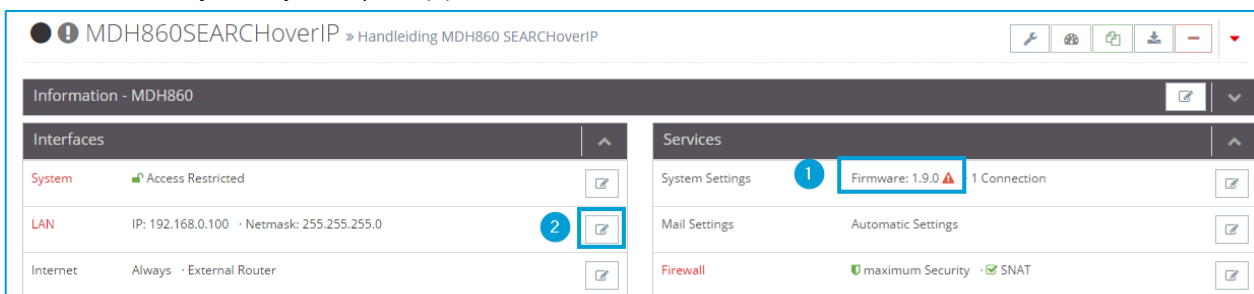 MDH860SEARCHoverIP » Handleiding MDH860 SEARCHoverIP
Information - MDH860
Interfaces
System Access Restricted
LAN IP: 192.168.0.100 · Netmask: 255.255.255.0 2
Internet Always · External Router
Services
System Settings 1 Firmware: 1.9.0 1 Connection
Mail Settings Automatic Settings
Firewall maximum Security · SNAT